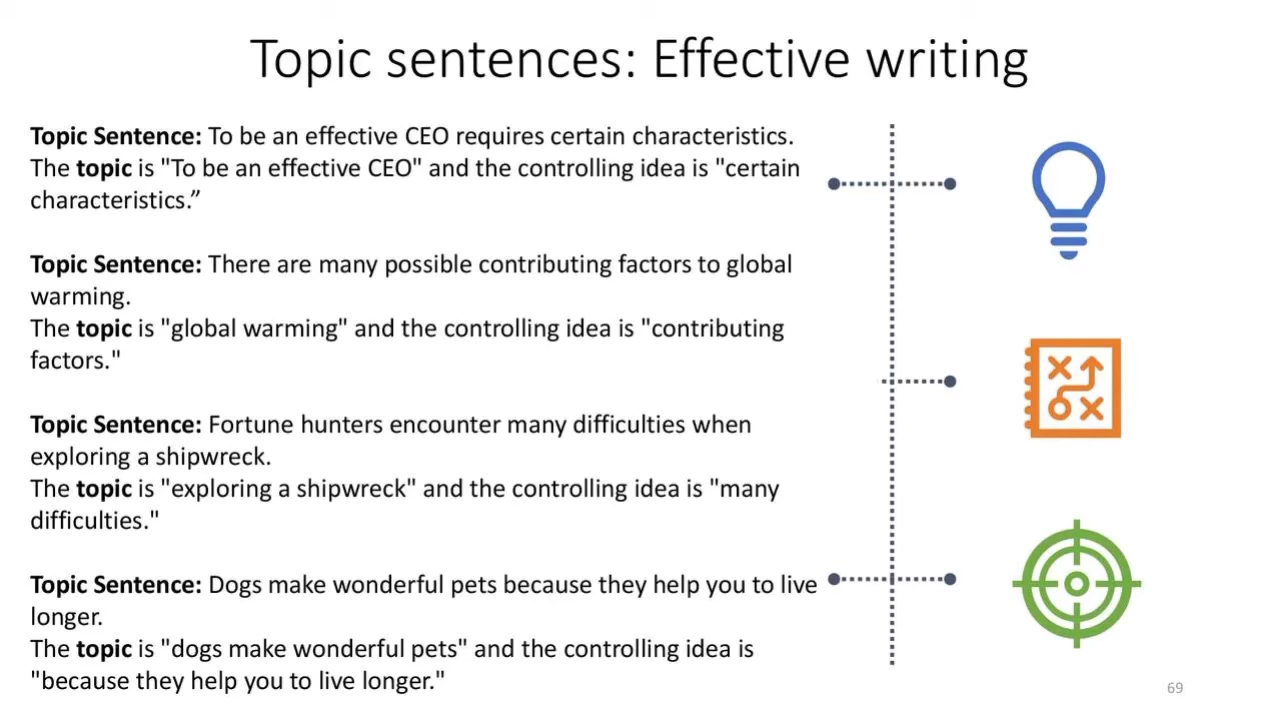 Topic sentences: Effective writing
Topic Sentence: To be an effective CEO requires certain characteristics.
The topic is "To be an effective CEO" and the controlling idea is "certain
characteristics.”
Topic Sentence: There are many possible contributing factors to global
warming.
The topic is "global warming" and the controlling idea is "contributing
factors."
Topic Sentence: Fortune hunters encounter many difficulties when
exploring a shipwreck.
The topic is "exploring a shipwreck" and the controlling idea is "many
difficulties."
Topic Sentence: Dogs make wonderful pets because they help you to live
longer.
The topic is "dogs make wonderful pets" and the controlling idea is
"because they help you to live longer."
69